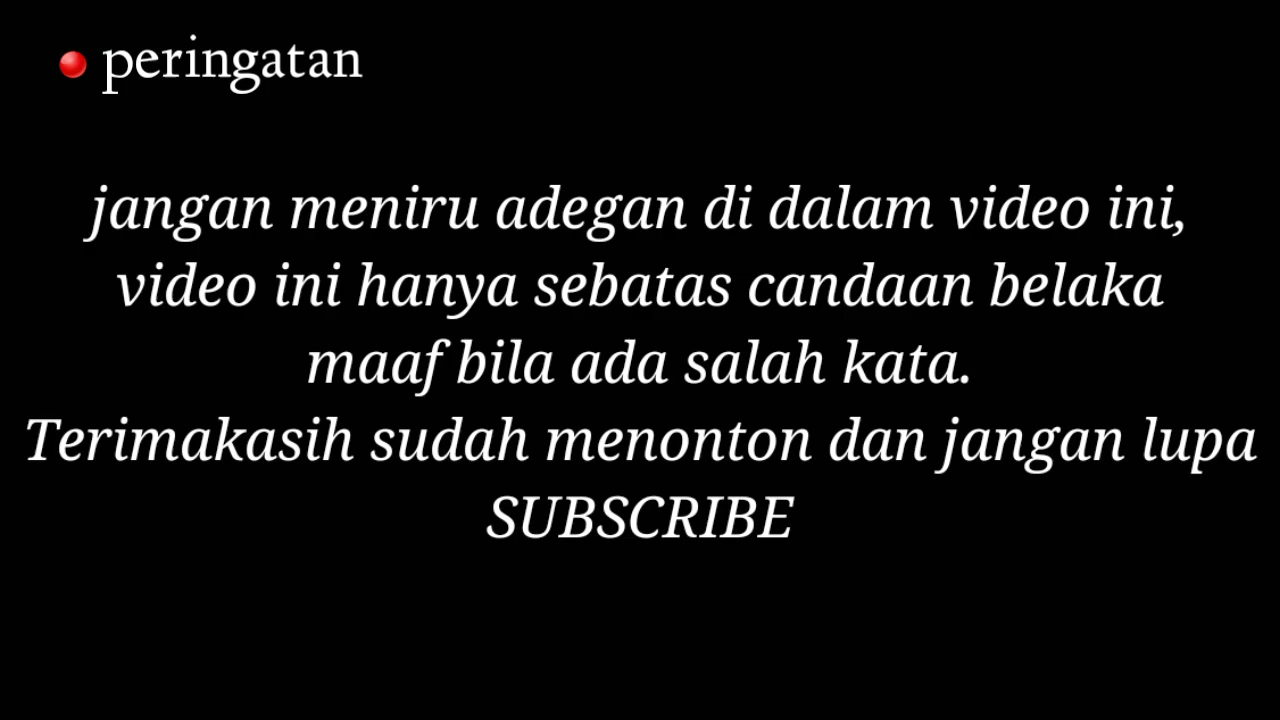 peringatan
jangan meniru adegan di dalam video ini,
video ini hanya sebatas candaan belaka
maaf bila ada salah kata.
Terimakasih sudah menonton dan jangan lupa
SUBSCRIBE